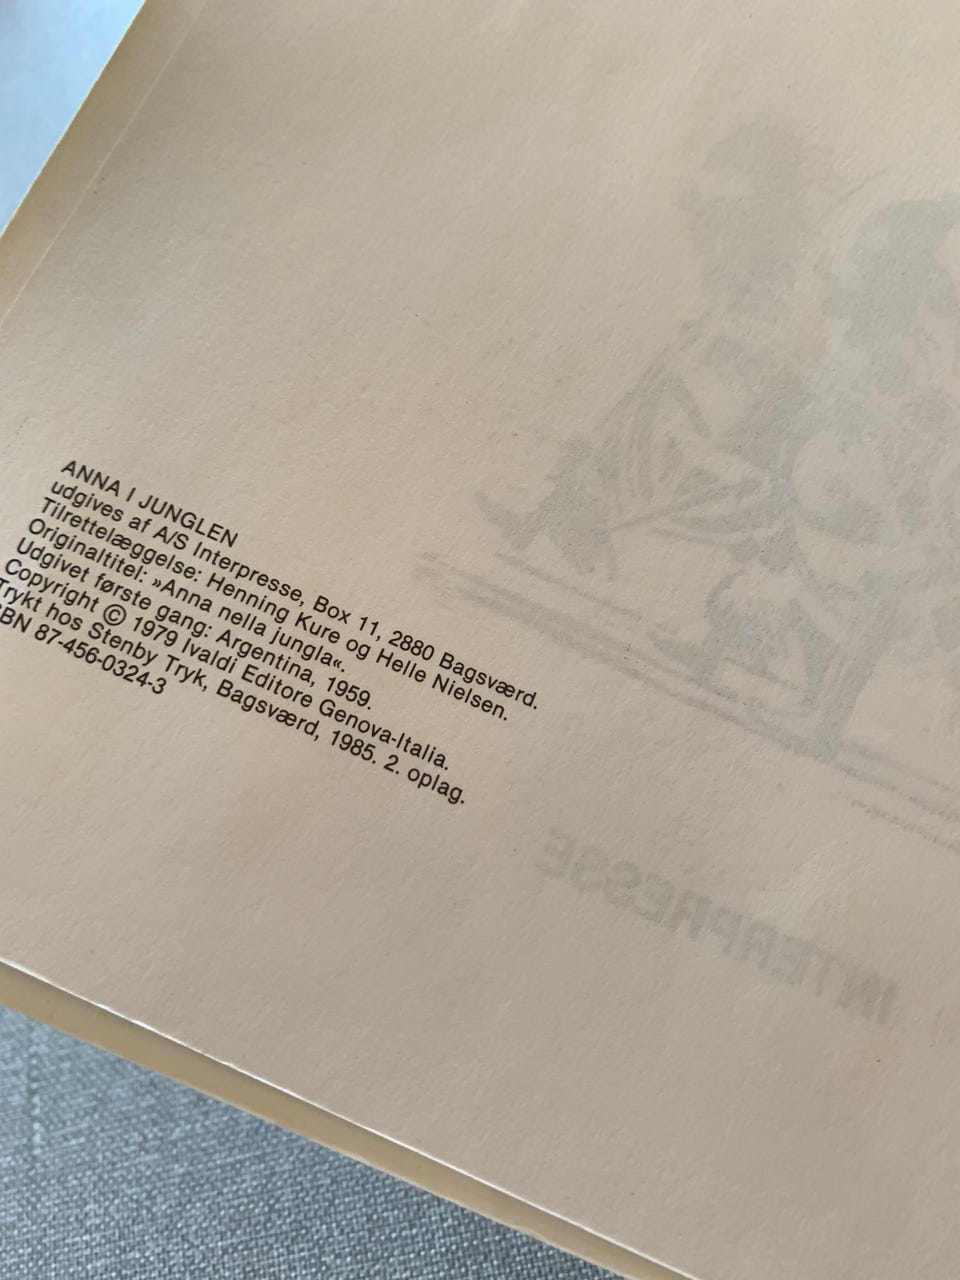 ANNA I JUNGLEN
udgives af A/S Interpresse, Box 11, 2880 Bagsværd.
Tilrettelæggelse: Henning Kure og Helle Nielsen.
Originaltitel: »Anna nella jungla«.
Udgivet første gang: Argentina, 1959.
Copyright © 1979 Ivaldi Editore Genova-Italia.
Trykt hos Stenby Tryk, Bagsværd, 1985. 2. oplag.
BN 87-456-0324-3
INTERPRESSE